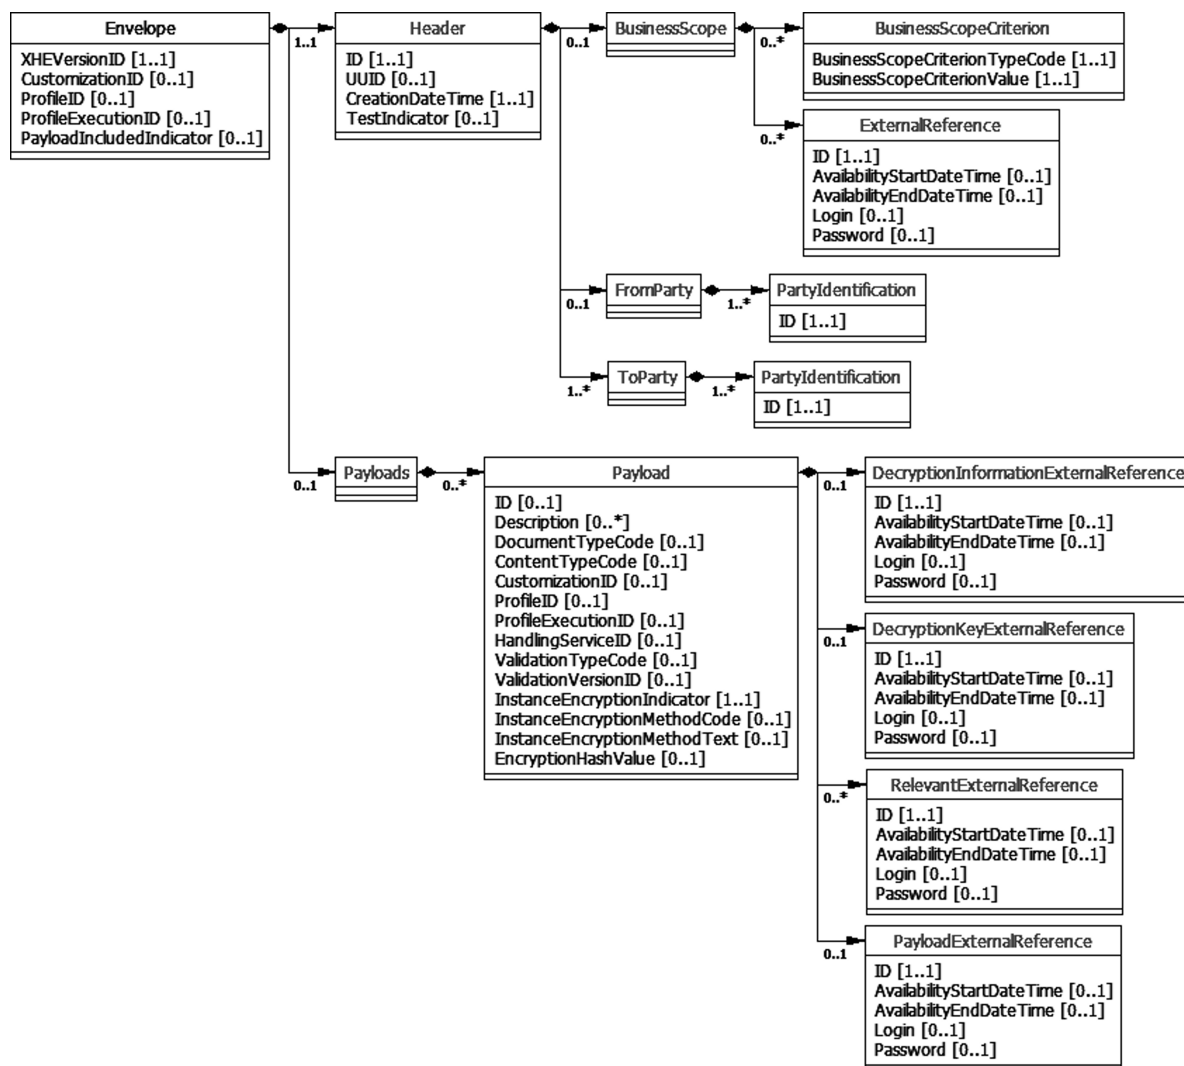 Envelope
XHEVersionID [1..1]
CustomizationID [0..1]
ProfileID [0..1]
ProfileExecutionID [0..1]
PayloadIncludedIndicator [0..1]
1..1
Header
ID [1..1]
UUID [0..1]
CreationDateTime [1..1]
TestIndicator [0..1]
0..1
BusinessScope
0..*
BusinessScopeCriterion
BusinessScopeCriterionTypeCode [1..1]
BusinessScopeCriterionValue [1..1]
0..*
ExternalReference
ID [1..1]
AvailabilityStartDateTime [0..1]
AvailabilityEndDateTime [0..1]
Login [0..1]
Password [0..1]
0..1
FromParty
1..*
PartyIdentification
ID [1..1]
1..*
ToParty
1..*
PartyIdentification
ID [1..1]
0..1
Payloads
0..*
Payload
ID [0..1]
Description [0..*]
DocumentTypeCode [0..1]
ContentTypeCode [0..1]
CustomizationID [0..1]
ProfileID [0..1]
ProfileExecutionID [0..1]
HandlingServiceID [0..1]
ValidationTypeCode [0..1]
ValidationVersionID [0..1]
InstanceEncryptionIndicator [1..1]
InstanceEncryptionMethodCode [0..1]
InstanceEncryptionMethodText [0..1]
EncryptionHashValue [0..1]
0..1
DecryptionInformationExternalReference
ID [1..1]
AvailabilityStartDateTime [0..1]
AvailabilityEndDateTime [0..1]
Login [0..1]
Password [0..1]
0..1
DecryptionKeyExternalReference
ID [1..1]
AvailabilityStartDateTime [0..1]
AvailabilityEndDateTime [0..1]
Login [0..1]
Password [0..1]
0..*
RelevantExternalReference
ID [1..1]
AvailabilityStartDateTime [0..1]
AvailabilityEndDateTime [0..1]
Login [0..1]
Password [0..1]
0..1
PayloadExternalReference
ID [1..1]
AvailabilityStartDateTime [0..1]
AvailabilityEndDateTime [0..1]
Login [0..1]
Password [0..1]